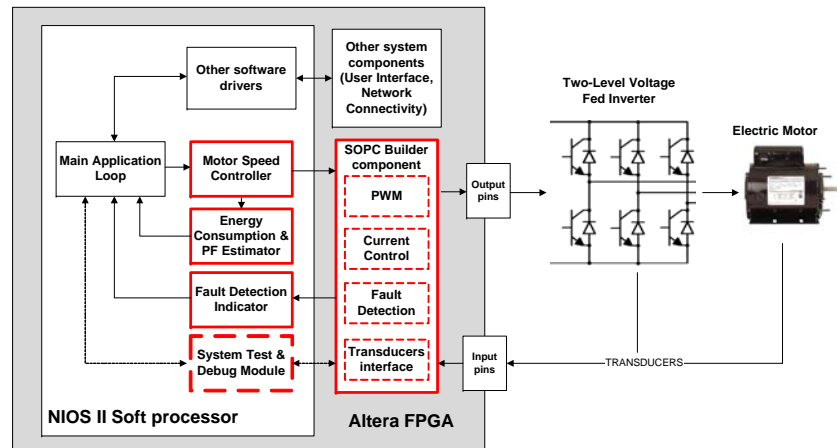 Other software
drivers
Other system
components
(User Interface,
Network
Connectivity)
Two-Level Voltage
Fed Inverter
Electric Motor
Main Application
Loop
Motor Speed
Controller
SOPC Builder
component
PWM
Output
pins
Energy
Consumption &
PF Estimator
Current
Control
Fault Detection
Indicator
Fault
Detection
System Test &
Debug Module
Transducers
interface
Input
pins
TRANSDUCERS
NIOS II Soft processor
Altera FPGA